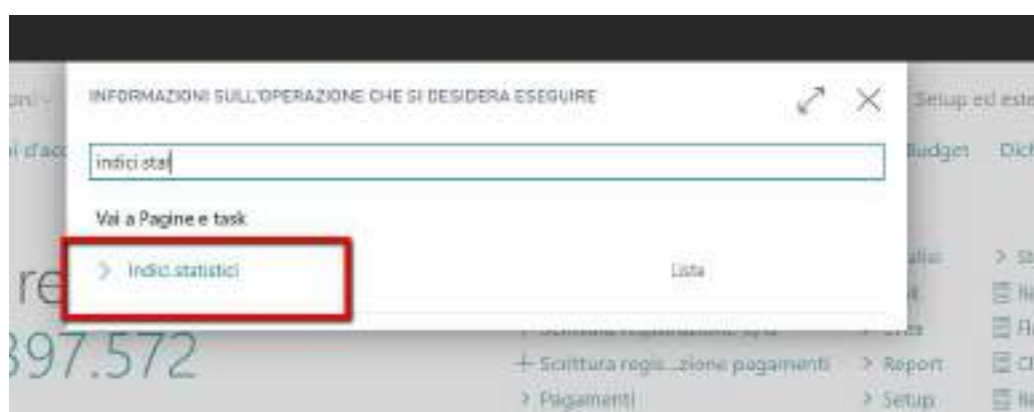 INFORMAZIONI SULL'OPERAZIONE CHE SI DESIDERA ESEGUIRE
Setup ed este
indici stat
Budget Dich
Vai a Pagine e task
Indici statistici Lista
re
397.572
+ Scrittura regis...zione pagamenti > Report
> Pagamenti > Setup